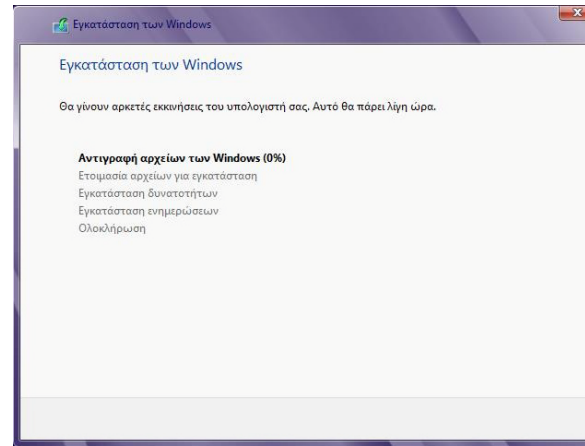 Εγκατάσταση των Windows
Εγκατάσταση των Windows
Θα γίνουν αρκετές εκκινήσεις του υπολογιστή σας. Αυτό θα πάρει λίγη ώρα.
Αντιγραφή αρχείων των Windows (0%)
Ετοιμασία αρχείων για εγκατάσταση
Εγκατάσταση δυνατοτήτων
Εγκατάσταση ενημερώσεων
Ολοκλήρωση